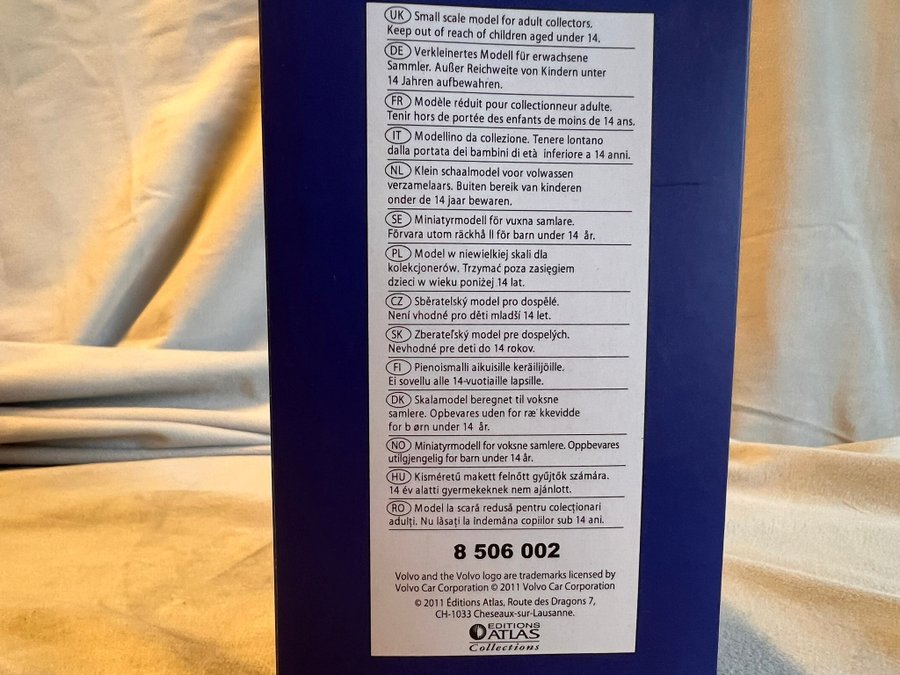 UK Small scale model for adult collectors.
Keep out of reach of children aged under 14.
DE Verkleinertes Modell für erwachsene
Sammler. Außer Reichweite von Kindern unter
14 Jahren aufbewahren.
FR Modèle réduit pour collectionneur adulte.
Tenir hors de portée des enfants de moins de 14 ans.
IT Modellino da collezione. Tenere lontano
dalla portata dei bambini di età inferiore a 14 anni.
NL Klein schaalmodel voor volwassen
verzamelaars. Buiten bereik van kinderen
onder de 14 jaar bewaren.
SE Miniatyrmodell för vuxna samlare.
Förvara utom räckhå ll för barn under 14 år.
PL Model w niewielkiej skali dla
kolekcjonerów. Trzymać poza zasięgiem
dzieci w wieku poniżej 14 lat.
CZ Sběratelský model pro dospělé.
Není vhodné pro děti mladší 14 let.
SK Zberateľský model pre dospelých.
Nevhodné pre deti do 14 rokov.
FI Pienoismalli aikuisille keräilijöille.
Ei sovellu alle 14-vuotiaille lapsille.
DK Skalamodel beregnet til voksne
samlere. Opbevares uden for ræ kkevidde
for b ørn under 14 år.
NO Miniatyrmodell for voksne samlere. Oppbevares
utilgjengelig for barn under 14 år.
HU Kisméretű makett felnőtt gyűjtők számára.
14 év alatti gyermekeknek nem ajánlott.
RO Model la scară redusă pentru colecționari
adulți. Nu lăsați la îndemâna copiilor sub 14 ani.
8 506 002
Volvo and the Volvo logo are trademarks licensed by
Volvo Car Corporation © 2011 Volvo Car Corporation
© 2011 Éditions Atlas, Route des Dragons 7,
CH-1033 Cheseaux-sur-Lausanne.
EDITIONS
ATLAS
Collections